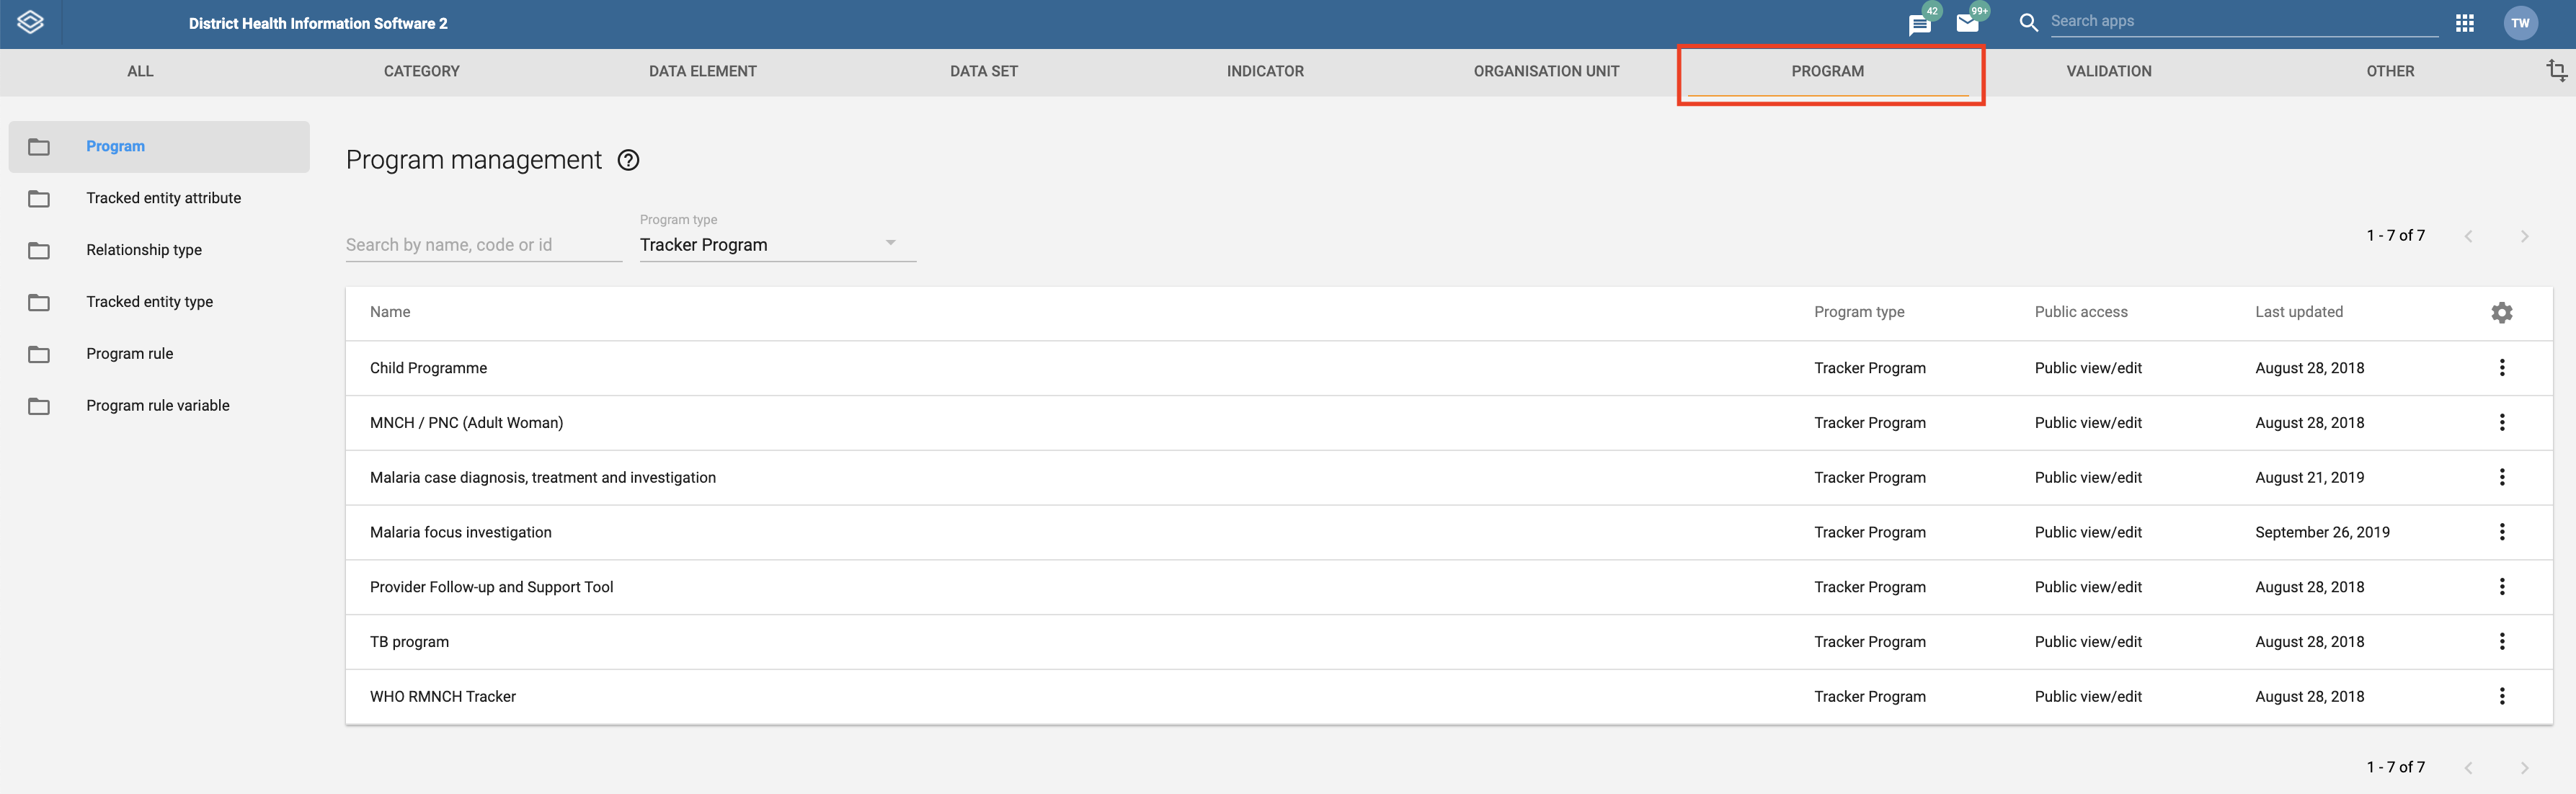 District Health Information Software 2
42
99+
Search apps
TW
ALL CATEGORY DATA ELEMENT DATA SET INDICATOR ORGANISATION UNIT PROGRAM VALIDATION OTHER
Program
Tracked entity attribute
Relationship type
Tracked entity type
Program rule
Program rule variable
Program management
Program type
Search by name, code or id Tracker Program
1 - 7 of 7
Name Program type Public access Last updated
Child Programme Tracker Program Public view/edit August 28, 2018
MNCH / PNC (Adult Woman) Tracker Program Public view/edit August 28, 2018
Malaria case diagnosis, treatment and investigation Tracker Program Public view/edit August 21, 2019
Malaria focus investigation Tracker Program Public view/edit September 26, 2019
Provider Follow-up and Support Tool Tracker Program Public view/edit August 28, 2018
TB program Tracker Program Public view/edit August 28, 2018
WHO RMNCH Tracker Tracker Program Public view/edit August 28, 2018
1 - 7 of 7